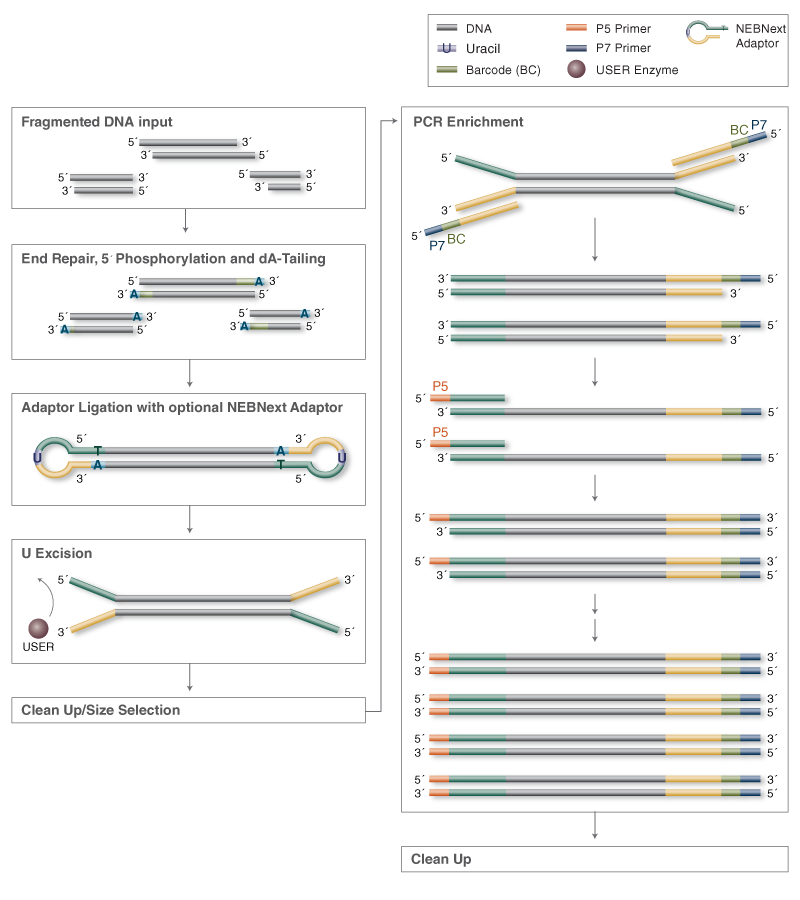 DNA
P5 Primer
NEBNext
Adaptor
U Uracil
P7 Primer
Barcode (BC)
USER Enzyme
Fragmented DNA input
5´ 3´
3´ 5´
5´ 3´ 5´ 3´
3´ 5´ 3´ 5´
End Repair, 5´ Phosphorylation and dA-Tailing
5´ A 3´
3´ A 5´
5´ A 3´ 5´ A 3´
3´ A 5´ 3´ A 5´
Adaptor Ligation with optional NEBNext Adaptor
5´ 3´
T A
U U
A T
3´ 5´
U Excision
5´ 3´
3´ 5´
USER
Clean Up/Size Selection
PCR Enrichment
BC P7 5´
5´ 3´
3´ 5´
5´ P7 BC
3´ 5´
5´ 3´
3´ 5´
5´ 3´
P5
5´
3´ 5´
P5
5´
3´ 5´
5´ 3´
3´ 5´
5´ 3´
3´ 5´
5´ 3´
3´ 5´
5´ 3´
3´ 5´
5´ 3´
3´ 5´
5´ 3´
3´ 5´
Clean Up